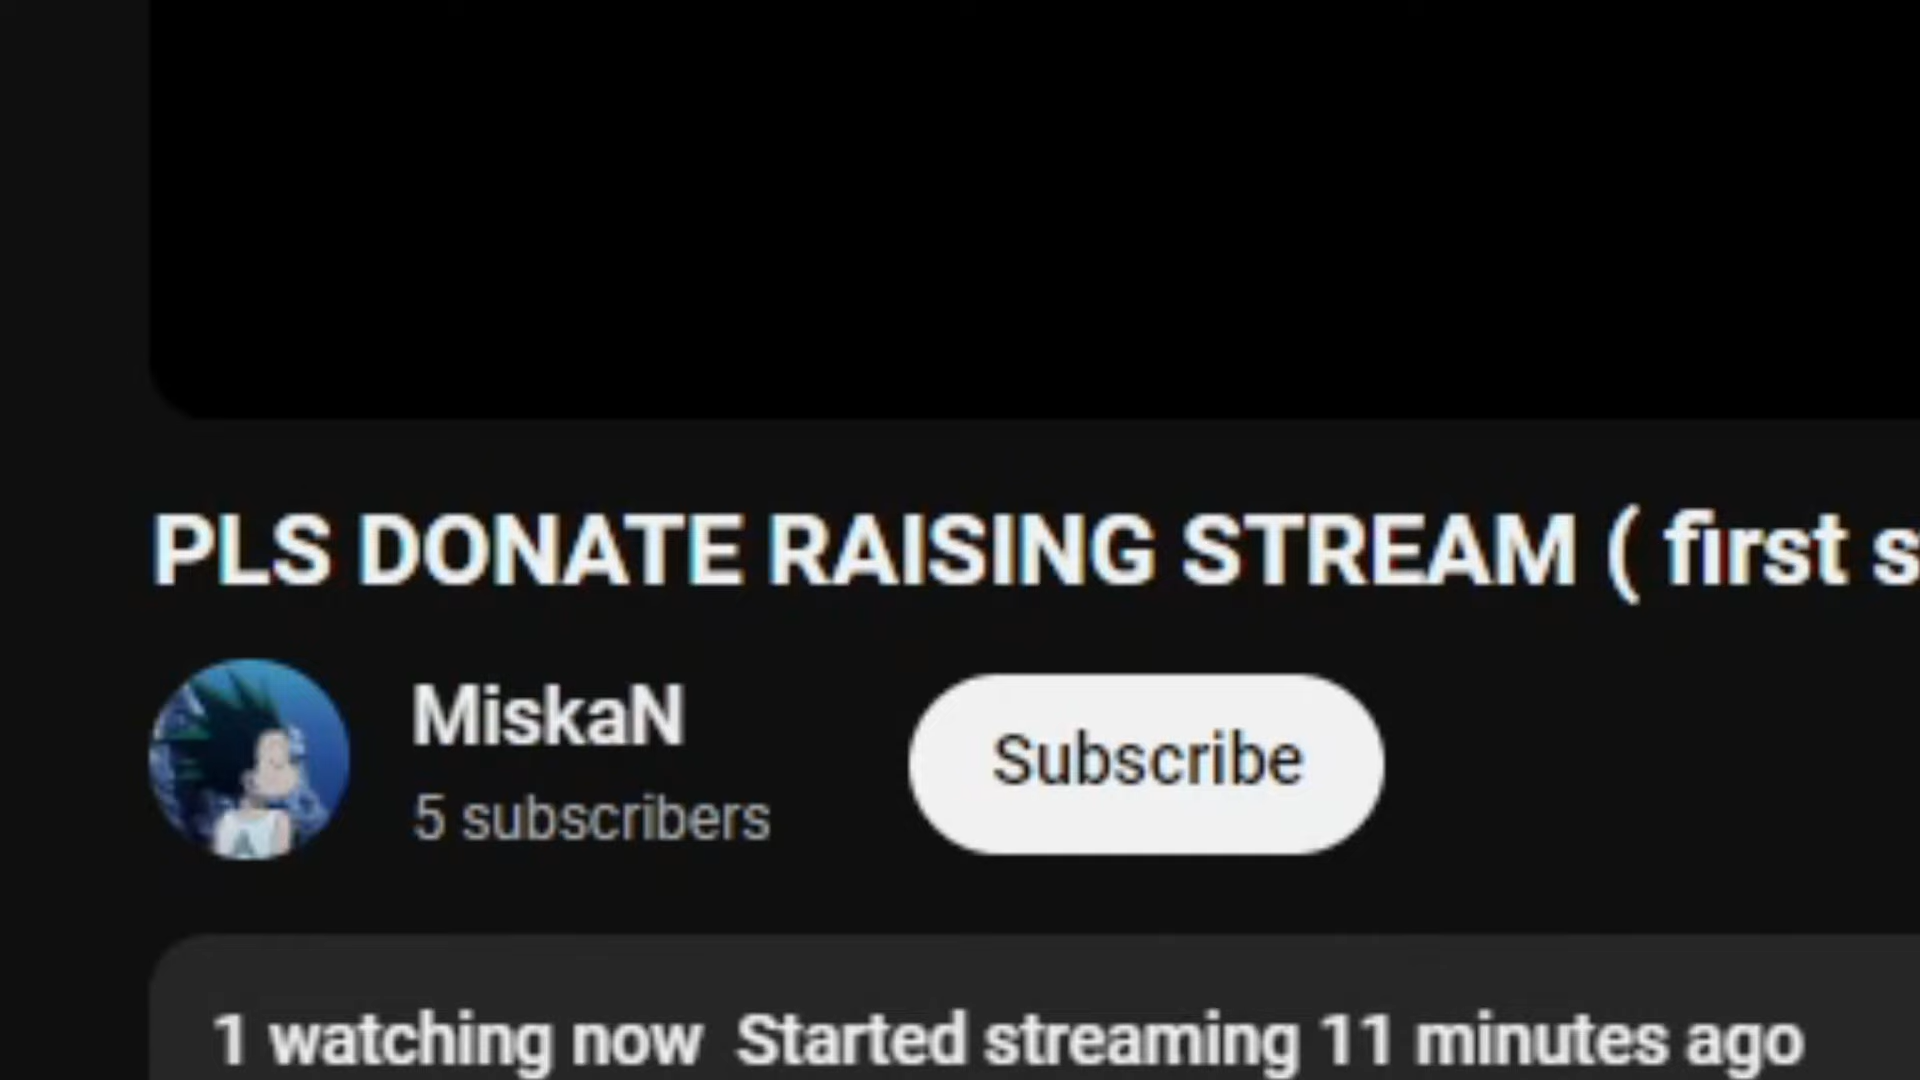 PLS DONATE RAISING STREAM ( first s
MiskaN
Subscribe
5 subscribers
1 watching now Started streaming 11 minutes ago